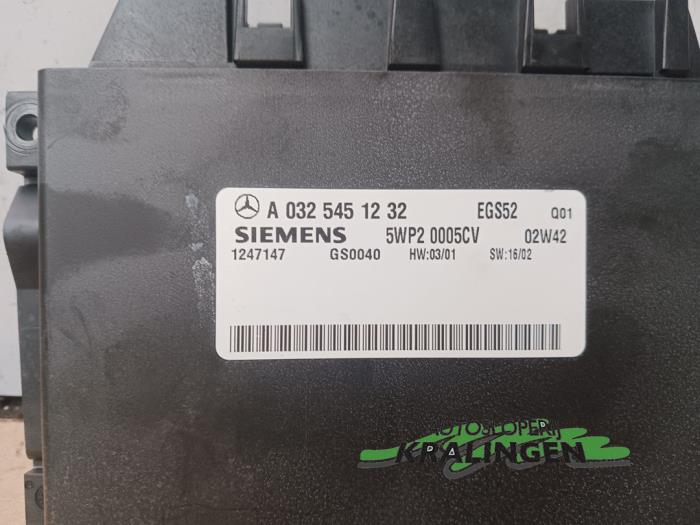 A 032 545 12 32 EGS52 Q01
SIEMENS 5WP2 0005CV 02W42
1247147 GS0040 HW:03/01 SW:16/02
AUTOSLOPERIJ
KRALINGEN